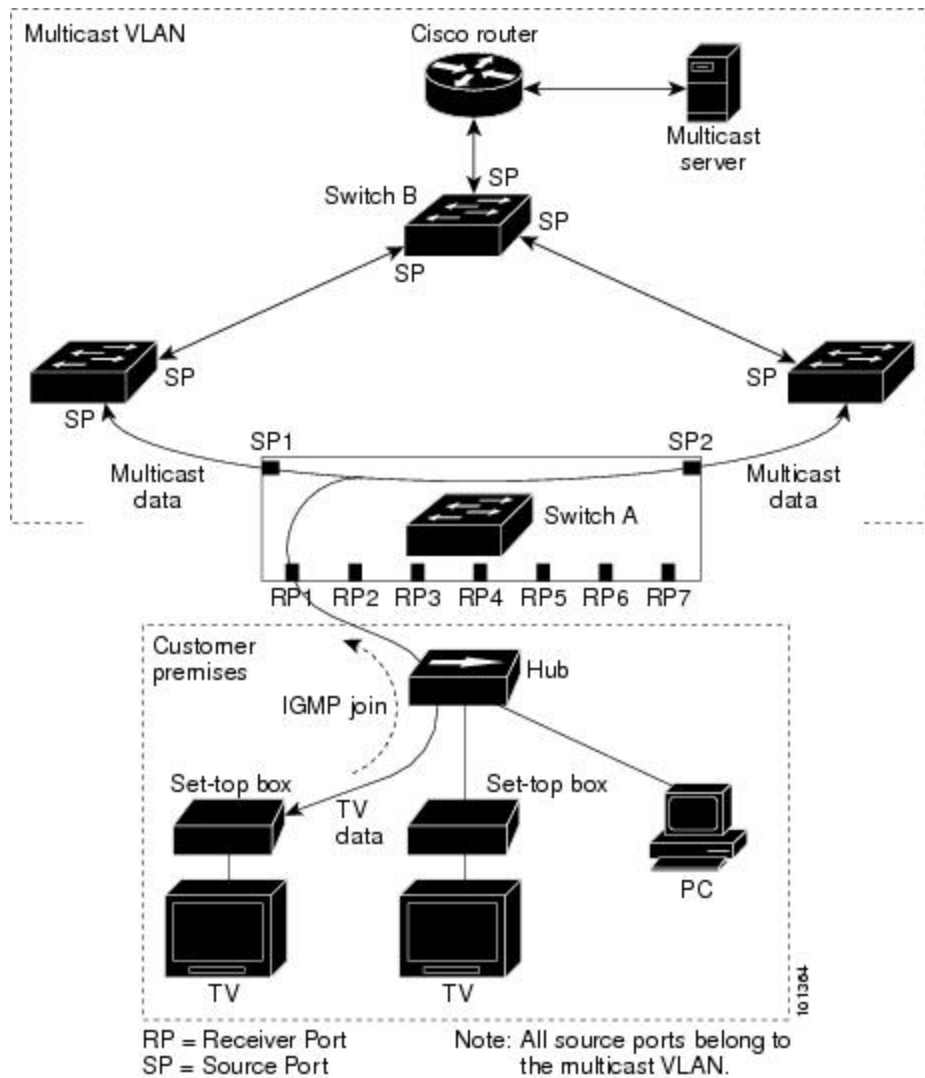 Multicast VLAN
Cisco router
Multicast
server
SP
Switch B
SP
SP
SP
SP
SP
SP1
SP2
Multicast
data
Multicast
data
Switch A
RP1 RP2 RP3 RP4 RP5 RP6 RP7
Customer
premises
Hub
IGMP join
Set-top box
Set-top box
TV
data
PC
TV
TV
101364
RP = Receiver Port
SP = Source Port
Note: All source ports belong to
the multicast VLAN.